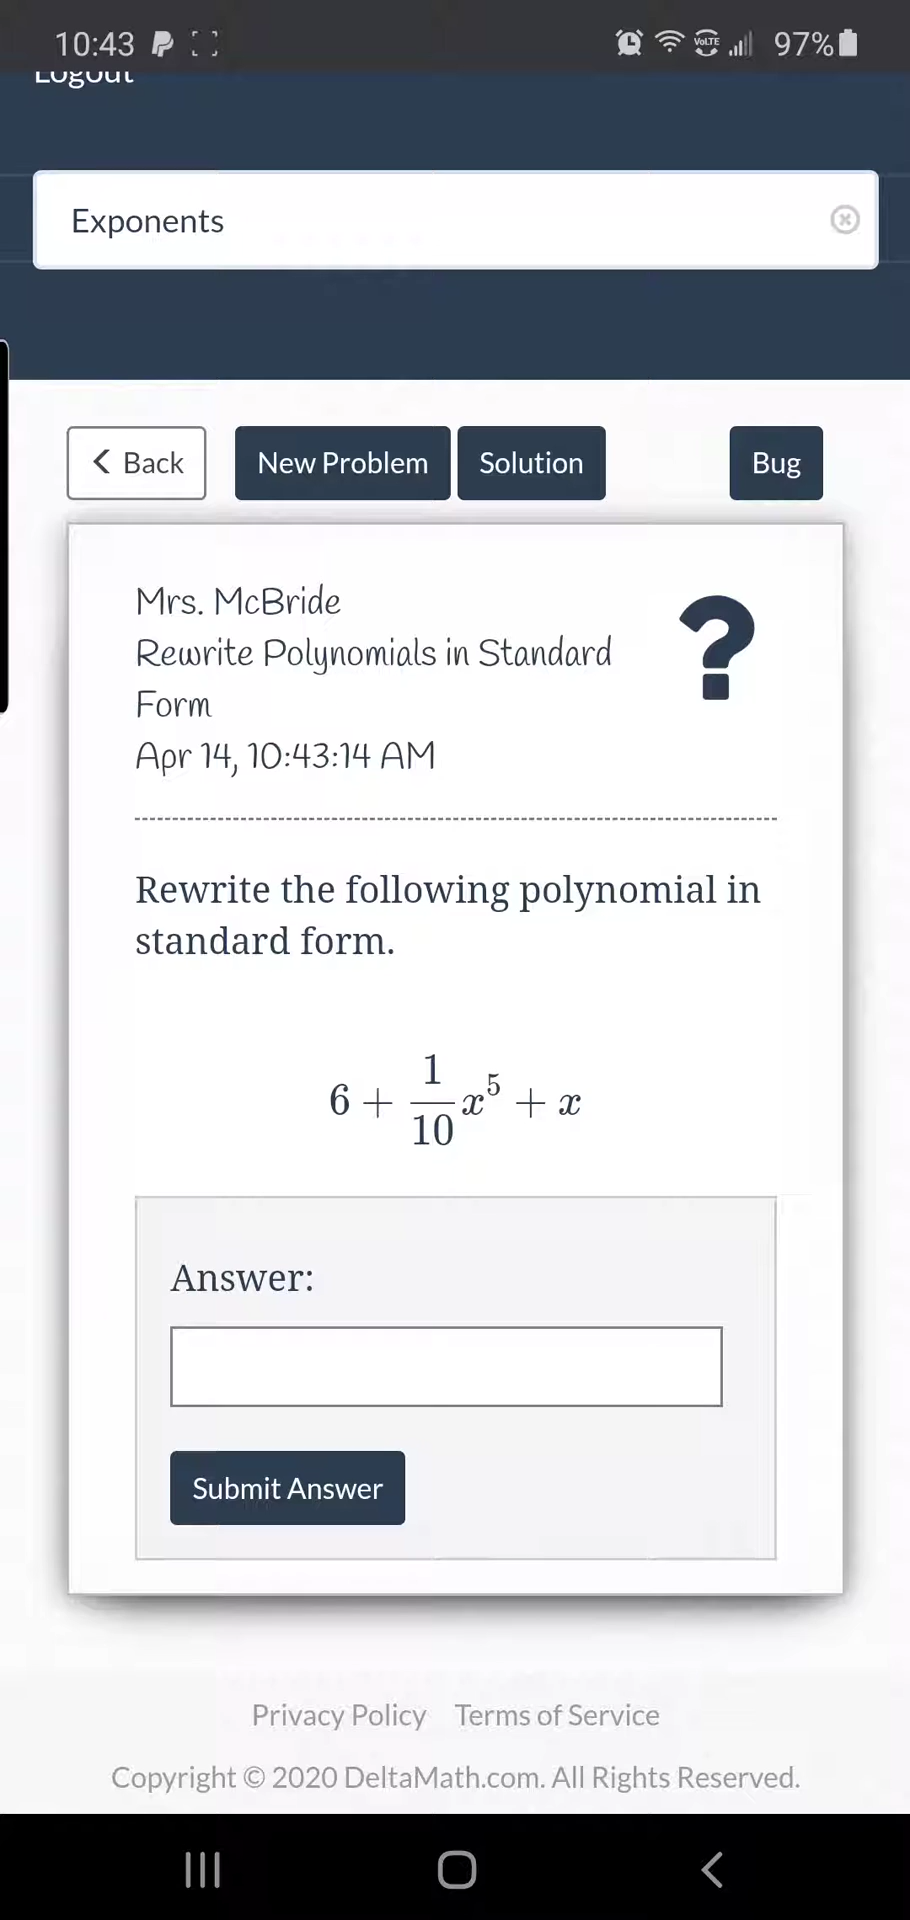 10:43 97%
Logout
Exponents
Back New Problem Solution Bug
Mrs. McBride
Rewrite Polynomials in Standard
Form
Apr 14, 10:43:14 AM
?
Rewrite the following polynomial in
standard form.
6 + 1/10 x^5 + x
Answer:
Submit Answer
Privacy Policy Terms of Service
Copyright © 2020 DeltaMath.com. All Rights Reserved.